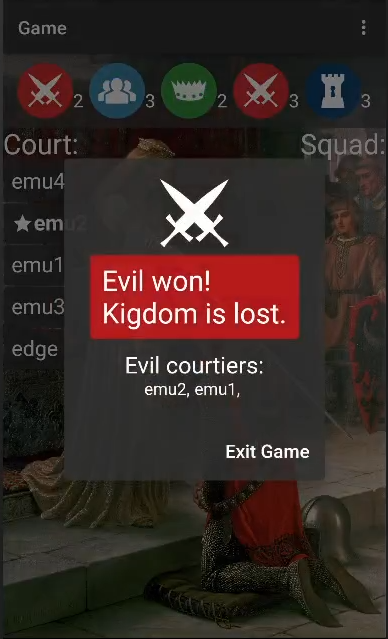 Game
2 3 2 3 3
Court: Squad:
emu4
★emu2
emu1
emu3
edge
Evil won!
Kigdom is lost.
Evil courtiers:
emu2, emu1,
Exit Game